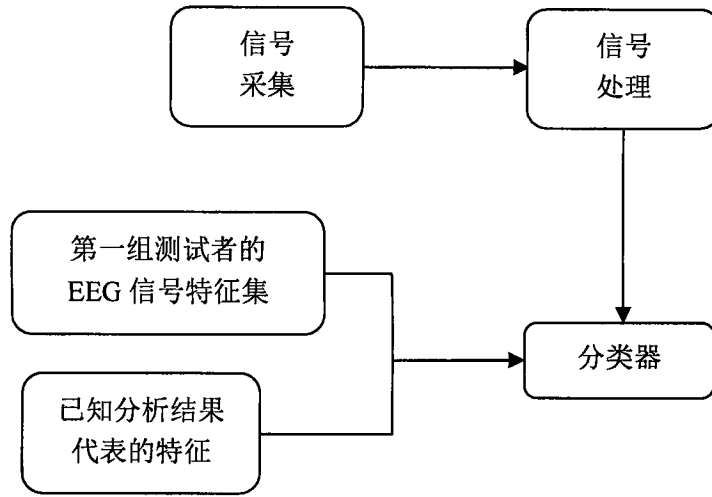 信号
采集
信号
处理
第一组测试者的
EEG 信号特征集
分类器
已知分析结果
代表的特征